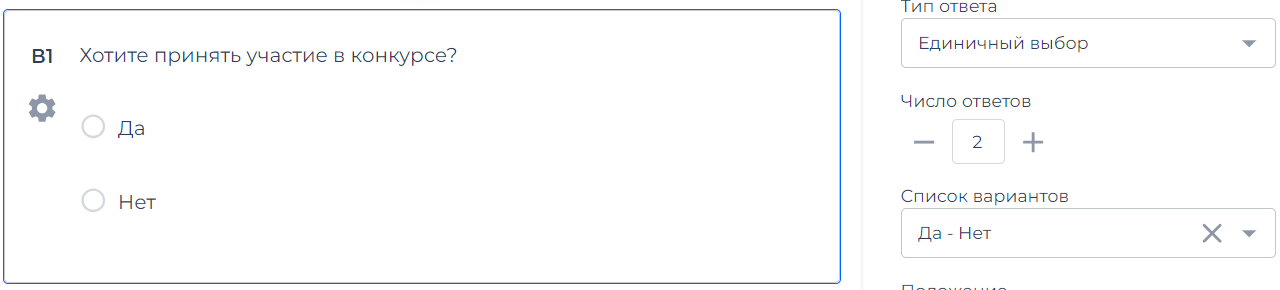 В1 Хотите принять участие в конкурсе?
Да
Нет
Тип ответа
Единичный выбор
Число ответов
2
Список вариантов
Да - Нет